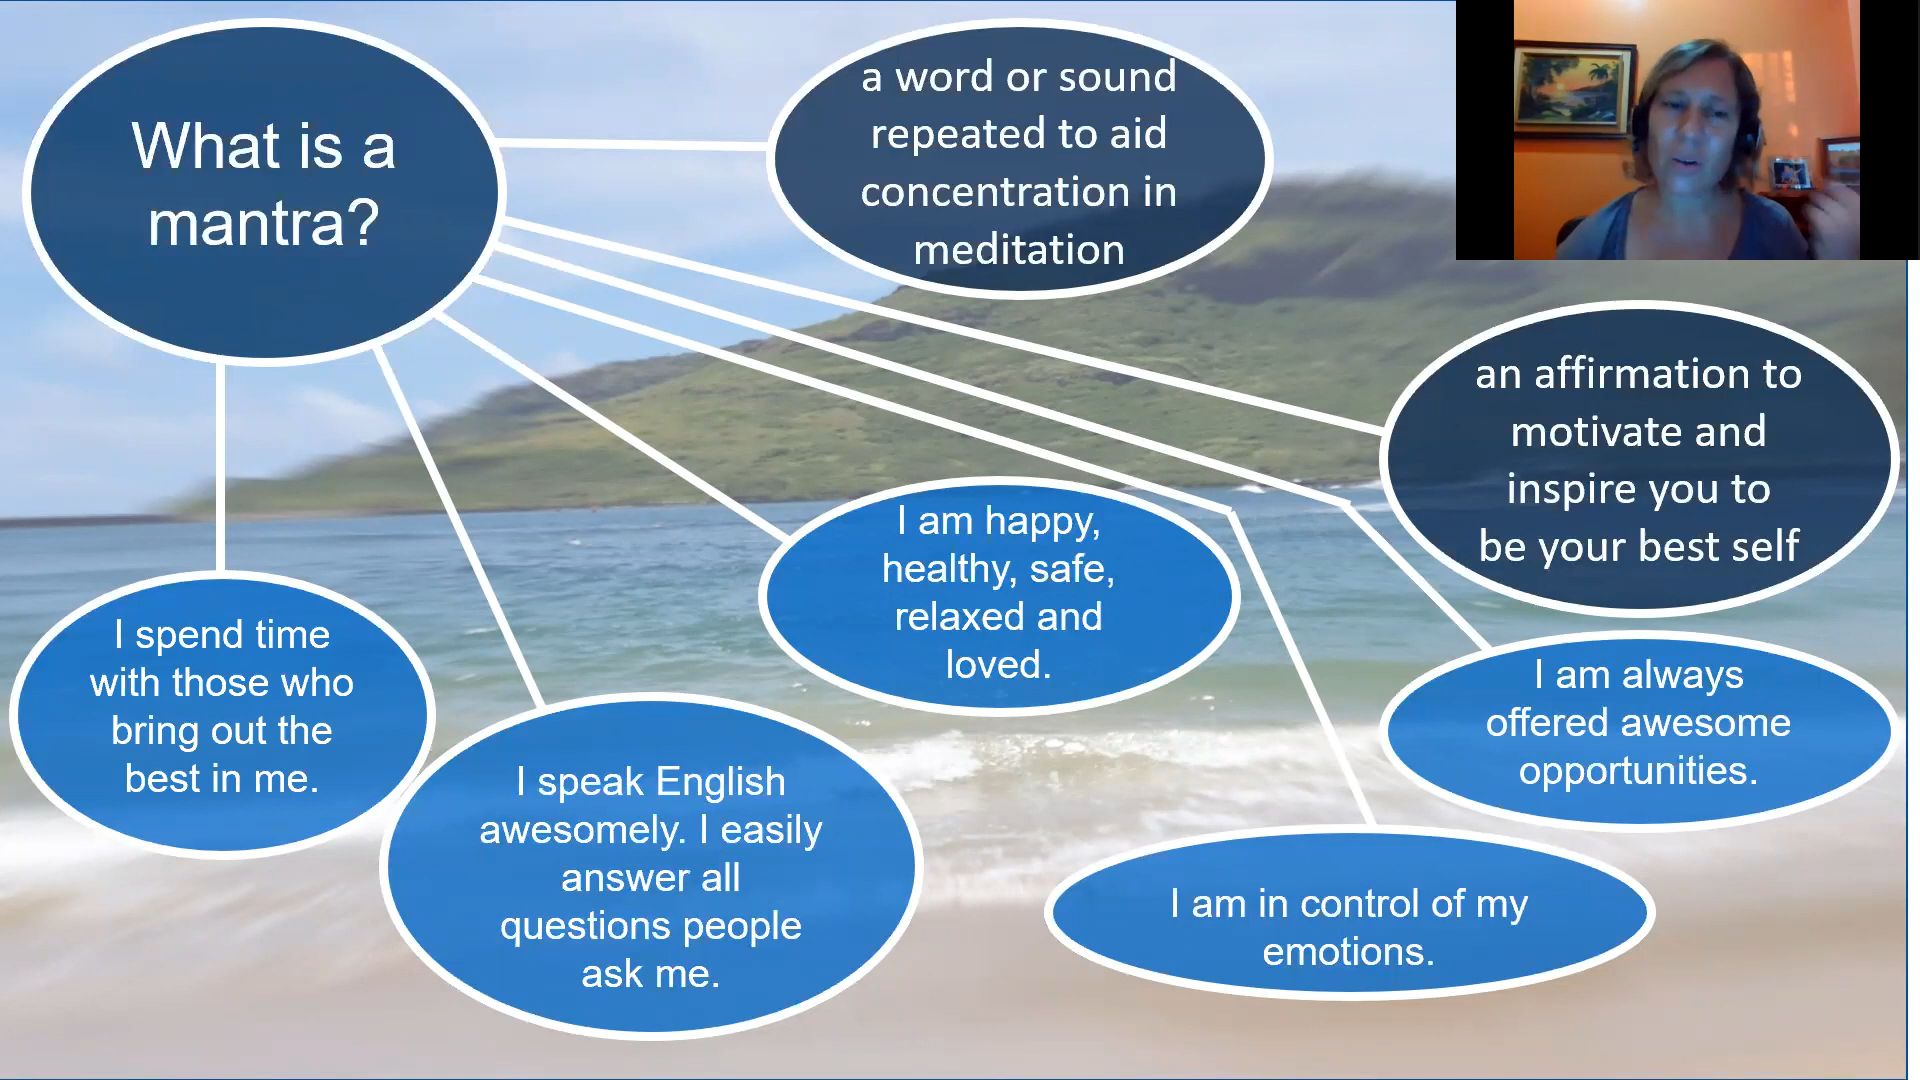 What is a
mantra?
a word or sound
repeated to aid
concentration in
meditation
an affirmation to
motivate and
inspire you to
be your best self
I am happy,
healthy, safe,
relaxed and
loved.
I spend time
with those who
bring out the
best in me.
I am always
offered awesome
opportunities.
I speak English
awesomely. I easily
answer all
questions people
ask me.
I am in control of my
emotions.